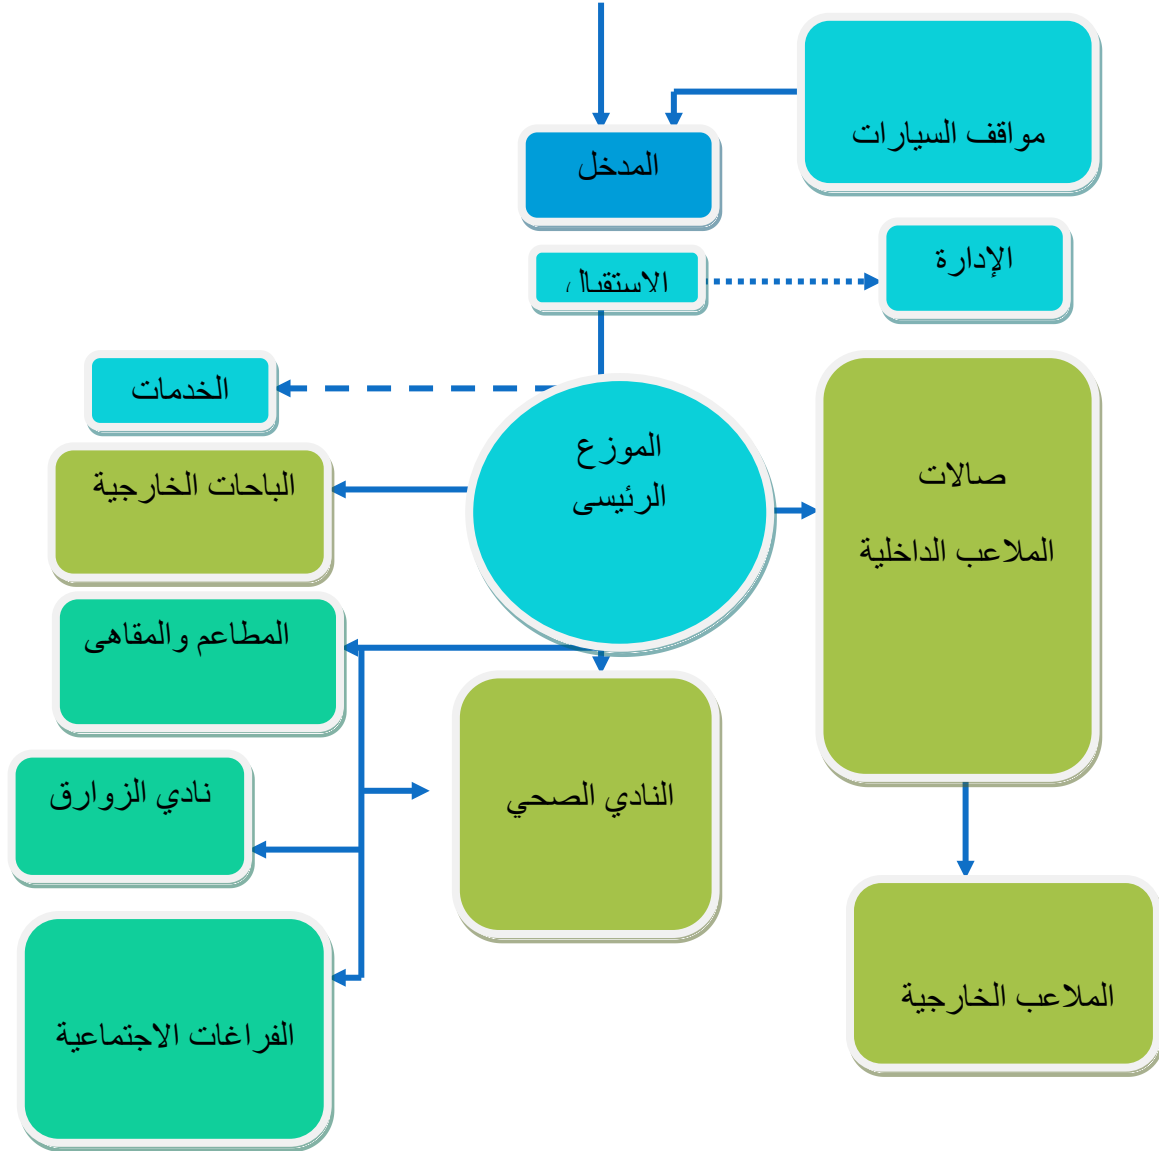 مواقف السيارات
المدخل
الإدارة
الاستقبال
الخدمات
الموزع
الرئيسى
الباحات الخارجية
صالات
الملاعب الداخلية
المطاعم والمقاهى
النادي الصحي
نادي الزوارق
الملاعب الخارجية
الفراغات الاجتماعية